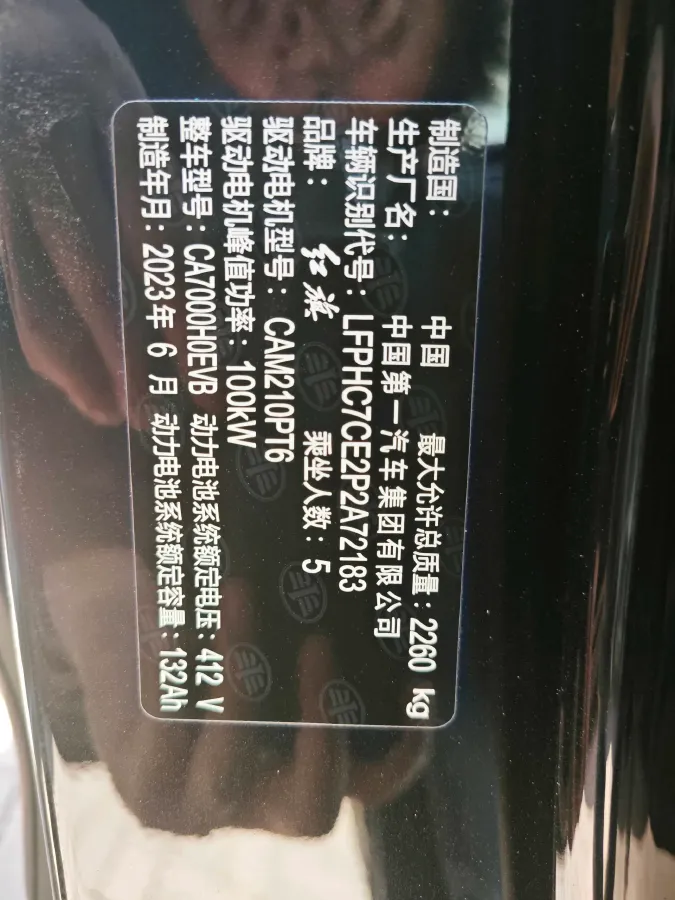 制造国： 中国 最大允许总质量：2260 kg
生产厂名： 中国第一汽车集团有限公司
车辆识别代号：LFPHC7CE2P2A72183
品牌： 红旗 乘坐人数：5
驱动电机型号：CAM210PT6
驱动电机峰值功率：100kW
整车型号：CA7000H0EVB 动力电池系统额定电压：412 V
制造年月：2023年 6 月 动力电池系统额定容量：132Ah